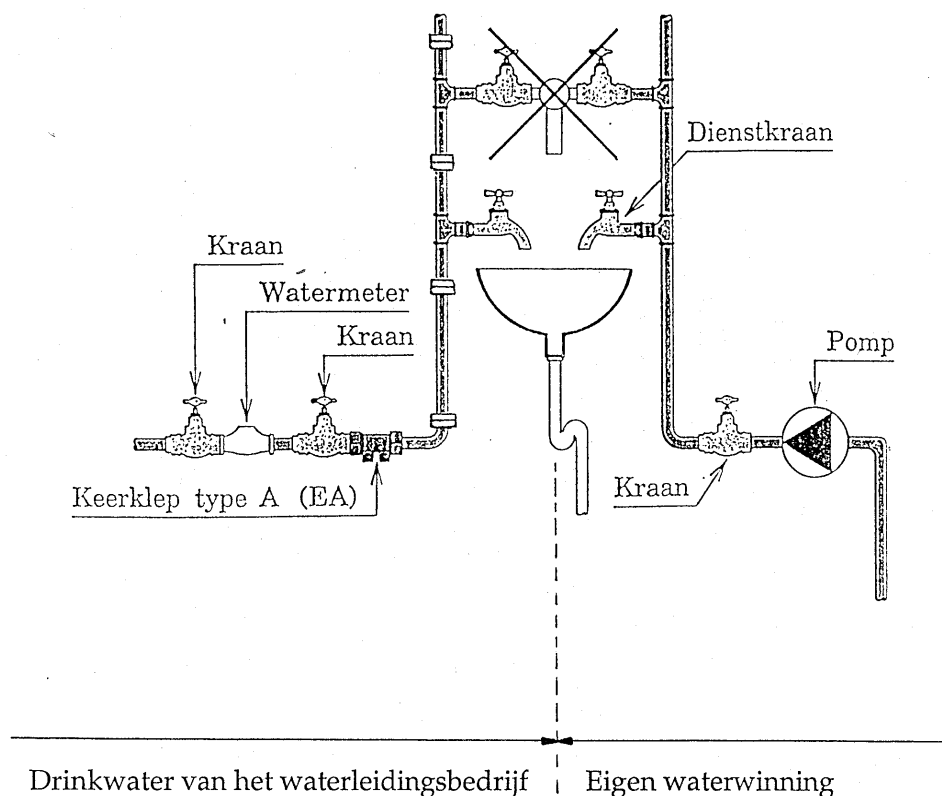 Dienstkraan
Kraan
Watermeter
Kraan
Pomp
Keerklep type A (EA)
Kraan
Drinkwater van het waterleidingsbedrijf
Eigen waterwinning